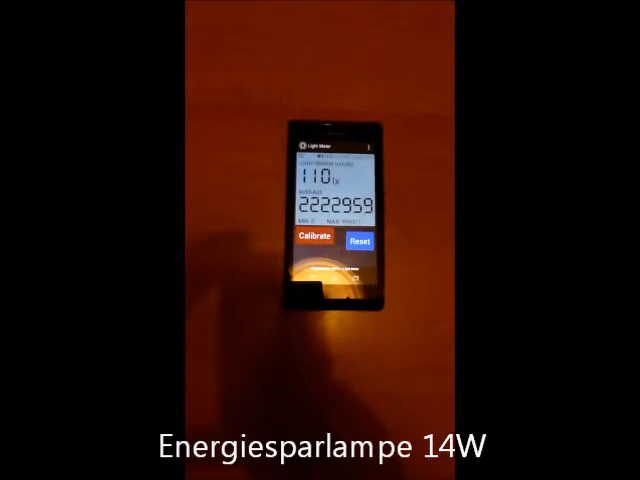 Light Meter
110 lx
AVERAGE
2222959
Calibrate
Reset
Energiesparlampe 14W